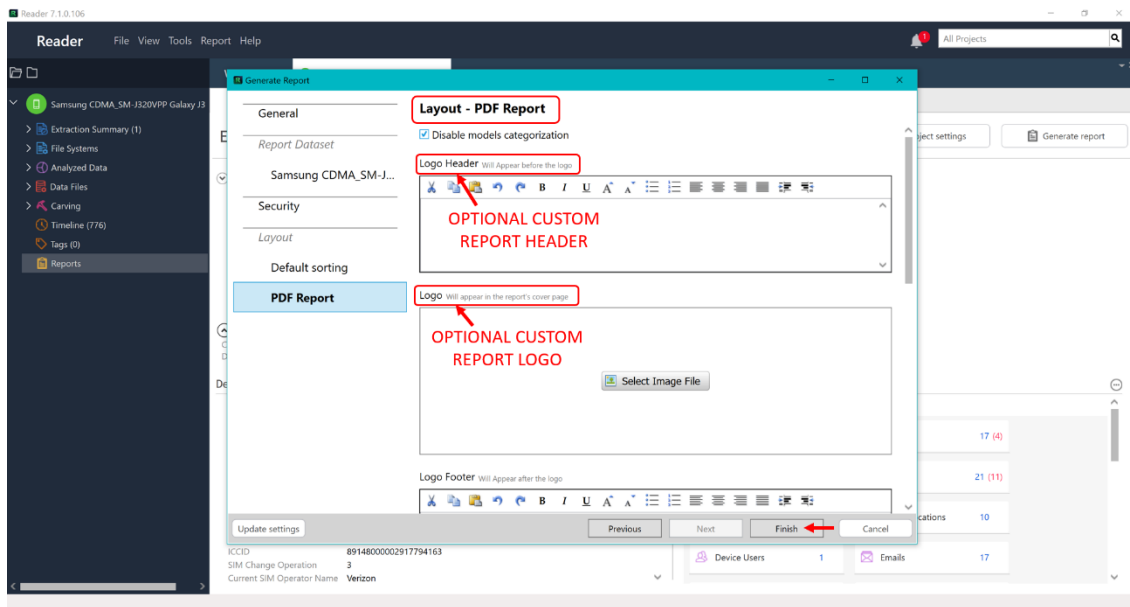 Reader 7.1.0.106
Reader File View Tools Report Help
1
All Projects
Generate Report
Samsung CDMA_SM-J320VPP Galaxy J3
Extraction Summary (1)
File Systems
Analyzed Data
Data Files
Carving
Timeline (776)
Tags (0)
Reports
General
Report Dataset
Samsung CDMA_SM-J...
Security
Layout
Default sorting
PDF Report
Layout - PDF Report
Disable models categorization
Logo Header Will Appear before the logo
B I U A A
OPTIONAL CUSTOM
REPORT HEADER
Logo Will appear in the report's cover page
OPTIONAL CUSTOM
REPORT LOGO
Select Image File
Logo Footer Will Appear after the logo
B I U A A
Update settings Previous Next Finish Cancel
ject settings Generate report
De
17 (4)
21 (11)
cations 10
ICCID 89148000002917794163
SIM Change Operation 3
Current SIM Operator Name Verizon
Device Users 1 Emails 17